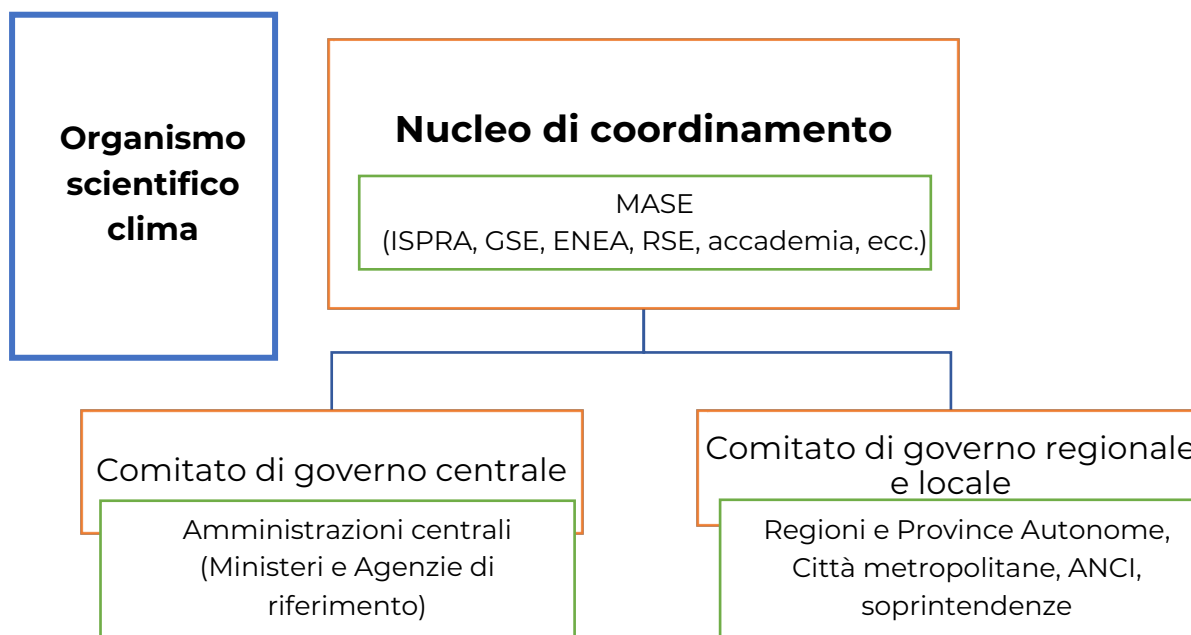 Organismo
scientifico
clima
Nucleo di coordinamento
MASE
(ISPRA, GSE, ENEA, RSE, accademia, ecc.)
Comitato di governo centrale
Amministrazioni centrali
(Ministeri e Agenzie di
riferimento)
Comitato di governo regionale
e locale
Regioni e Province Autonome,
Città metropolitane, ANCI,
soprintendenze